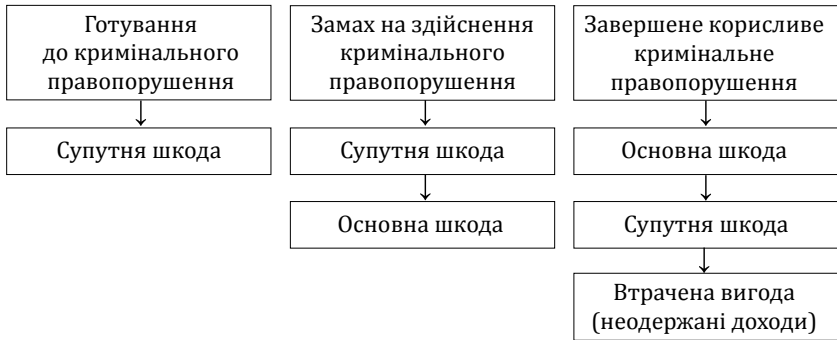 Готування
до кримінального
правопорушення
Супутня шкода
Замах на здійснення
кримінального
правопорушення
Супутня шкода
Основна шкода
Завершене корисливе
кримінальне
правопорушення
Основна шкода
Супутня шкода
Втрачена вигода
(неодержані доходи)